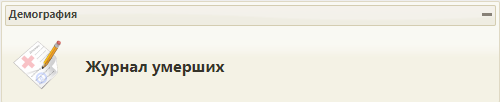 Демография
Журнал умерших